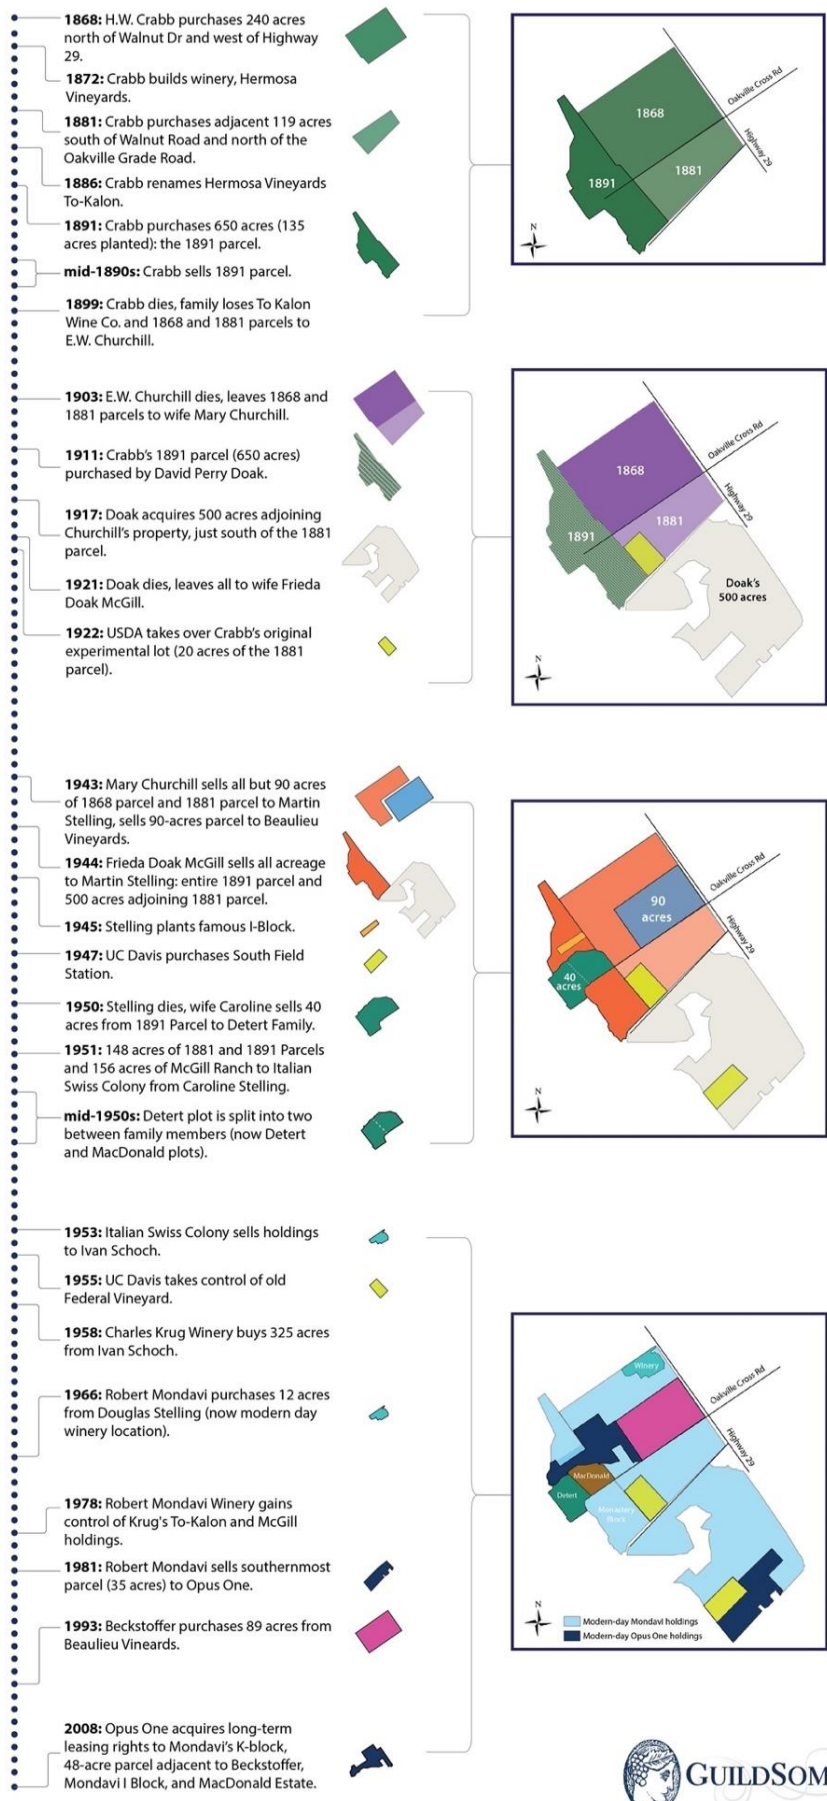 1868: H.W. Crabb purchases 240 acres
north of Walnut Dr and west of Highway
29.
1872: Crabb builds winery, Hermosa
Vineyards.
1881: Crabb purchases adjacent 119 acres
south of Walnut Road and north of the
Oakville Grade Road.
1886: Crabb renames Hermosa Vineyards
To-Kalon.
1891: Crabb purchases 650 acres (135
acres planted): the 1891 parcel.
mid-1890s: Crabb sells 1891 parcel.
1899: Crabb dies, family loses To Kalon
Wine Co. and 1868 and 1881 parcels to
E.W. Churchill.
1868
1881
1891
Oakville Cross Rd
Highway 29
N
1903: E.W. Churchill dies, leaves 1868 and
1881 parcels to wife Mary Churchill.
1911: Crabb's 1891 parcel (650 acres)
purchased by David Perry Doak.
1917: Doak acquires 500 acres adjoining
Churchill's property, just south of the 1881
parcel.
1921: Doak dies, leaves all to wife Frieda
Doak McGill.
1922: USDA takes over Crabb's original
experimental lot (20 acres of the 1881
parcel).
1868
1881
1891
Oakville Cross Rd
Highway 29
Doak's
500 acres
N
1943: Mary Churchill sells all but 90 acres
of 1868 parcel and 1881 parcel to Martin
Stelling, sells 90-acres parcel to Beaulieu
Vineyards.
1944: Frieda Doak McGill sells all acreage
to Martin Stelling: entire 1891 parcel and
500 acres adjoining 1881 parcel.
1945: Stelling plants famous I-Block.
1947: UC Davis purchases South Field
Station.
1950: Stelling dies, wife Caroline sells 40
acres from 1891 Parcel to Detert Family.
1951: 148 acres of 1881 and 1891 Parcels
and 156 acres of McGill Ranch to Italian
Swiss Colony from Caroline Stelling.
mid-1950s: Detert plot is split into two
between family members (now Detert
and MacDonald plots).
90
acres
40
acres
Oakville Cross Rd
Highway 29
N
1953: Italian Swiss Colony sells holdings
to Ivan Schoch.
1955: UC Davis takes control of old
Federal Vineyard.
1958: Charles Krug Winery buys 325 acres
from Ivan Schoch.
1966: Robert Mondavi purchases 12 acres
from Douglas Stelling (now modern day
winery location).
1978: Robert Mondavi Winery gains
control of Krug's To-Kalon and McGill
holdings.
1981: Robert Mondavi sells southernmost
parcel (35 acres) to Opus One.
1993: Beckstoffer purchases 89 acres from
Beaulieu Vineards.
2008: Opus One acquires long-term
leasing rights to Mondavi's K-block,
48-acre parcel adjacent to Beckstoffer,
Mondavi I Block, and MacDonald Estate.
Winery
Oakville Cross Rd
Highway 29
MacDonald
Detert
Monastery
Block
N
Modern-day Mondavi holdings
Modern-day Opus One holdings
GUILDSOM